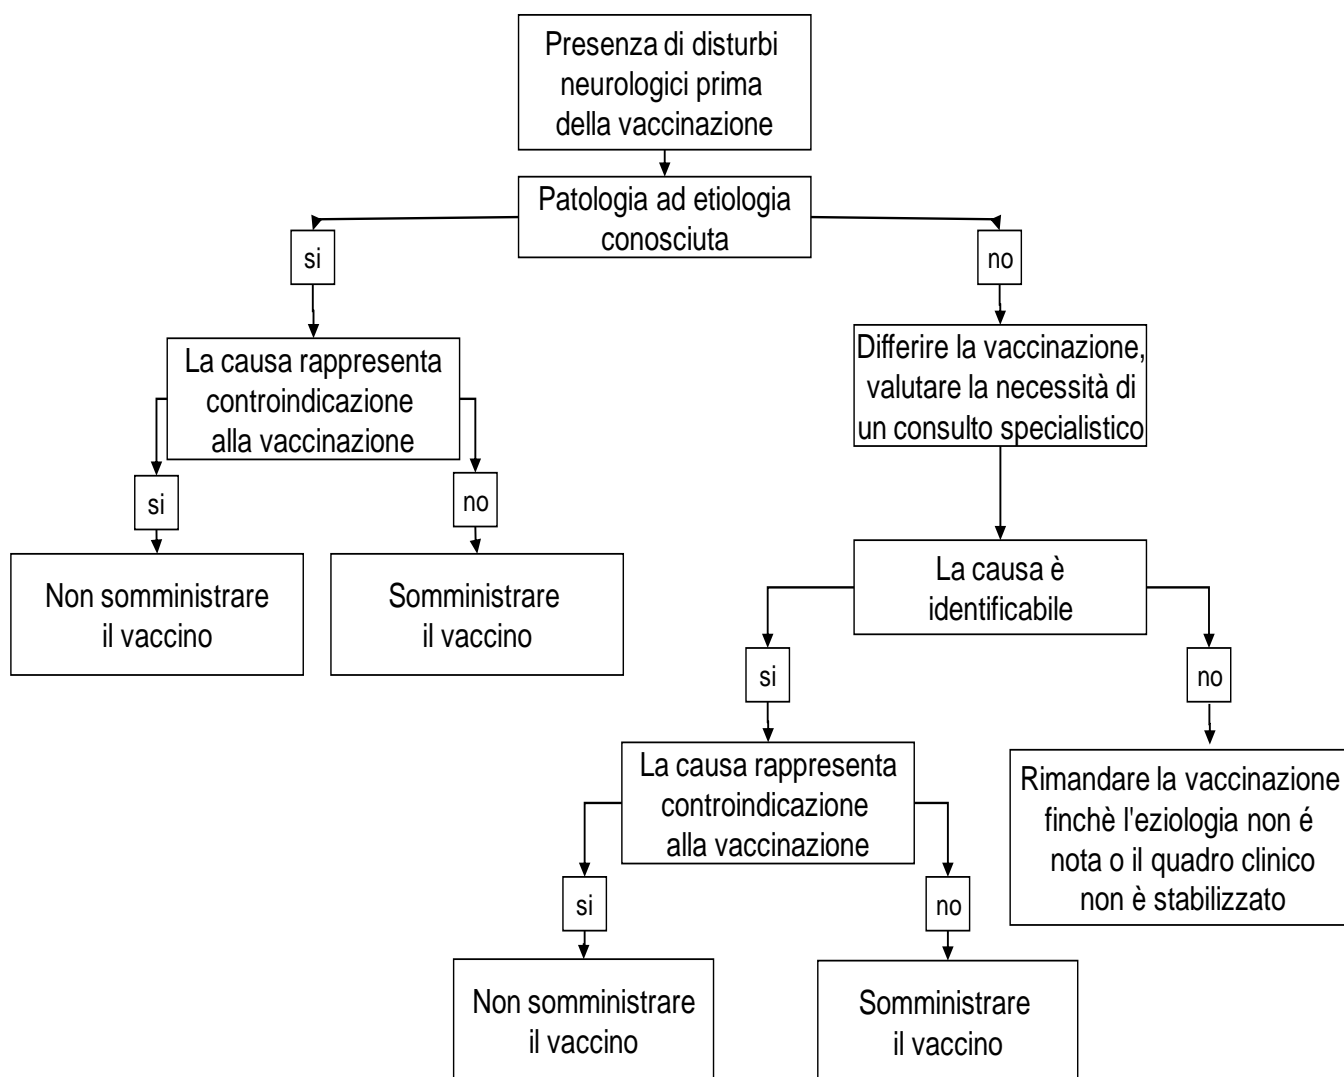 Presenza di disturbi
neurologici prima
della vaccinazione
Patologia ad etiologia
conosciuta
si
no
La causa rappresenta
controindicazione
alla vaccinazione
Differire la vaccinazione,
valutare la necessità di
un consulto specialistico
si
no
Non somministrare
il vaccino
Somministrare
il vaccino
La causa è
identificabile
si
no
La causa rappresenta
controindicazione
alla vaccinazione
Rimandare la vaccinazione
finchè l'eziologia non é
nota o il quadro clinico
non è stabilizzato
si
no
Non somministrare
il vaccino
Somministrare
il vaccino